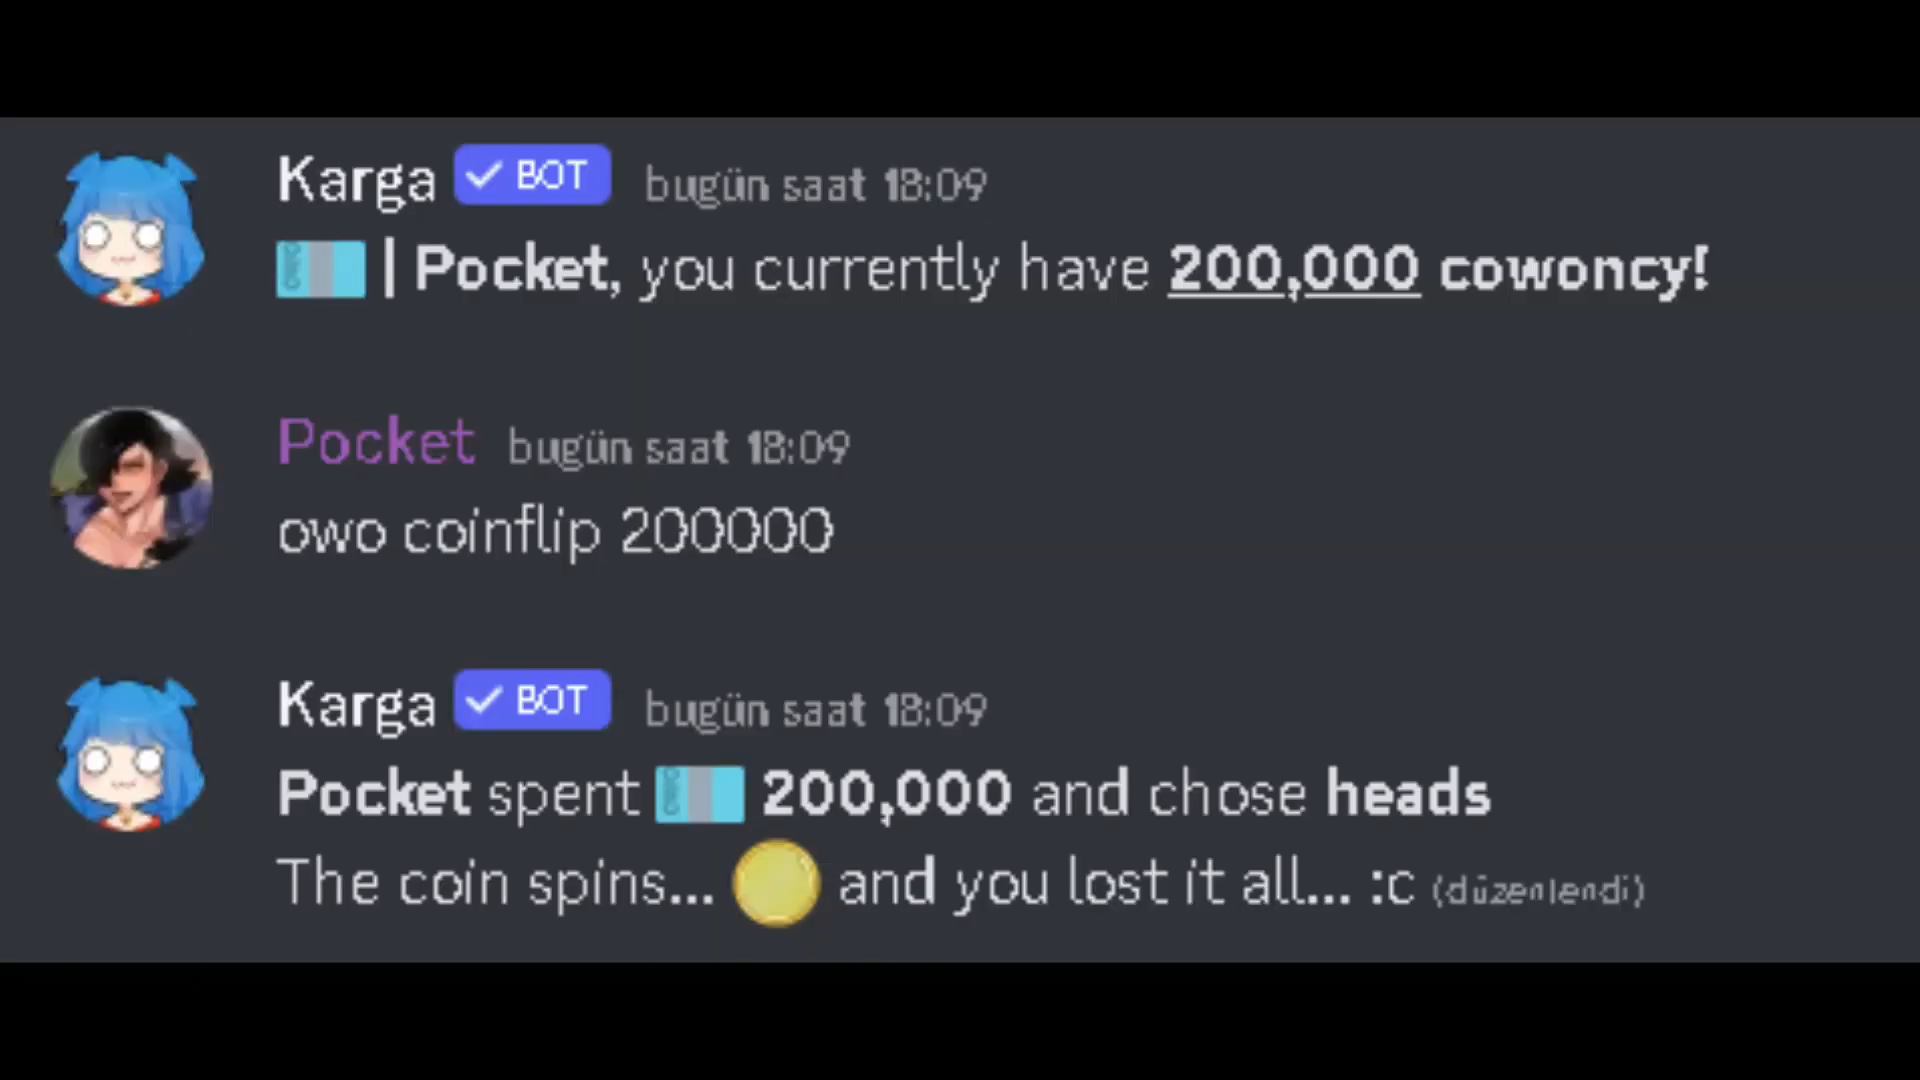 Karga ✓ BOT bugün saat 18:09
| Pocket, you currently have 200,000 cowoncy!
Pocket bugün saat 18:09
owo coinflip 200000
Karga ✓ BOT bugün saat 18:09
Pocket spent 200,000 and chose heads
The coin spins... and you lost it all... :c (düzenlendi)